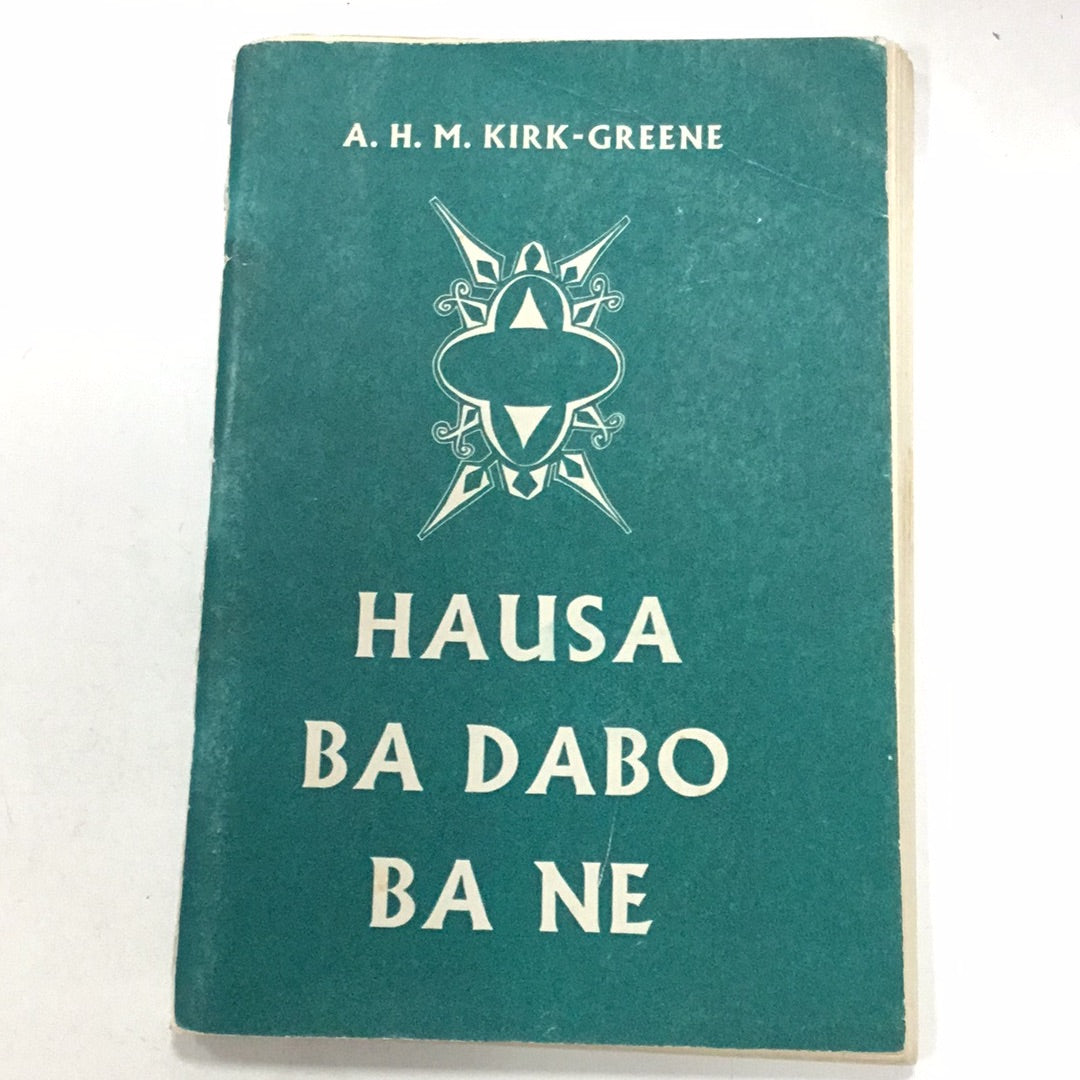 A. H. M. KIRK-GREENE
HAUSA
BA DABO
BA NE